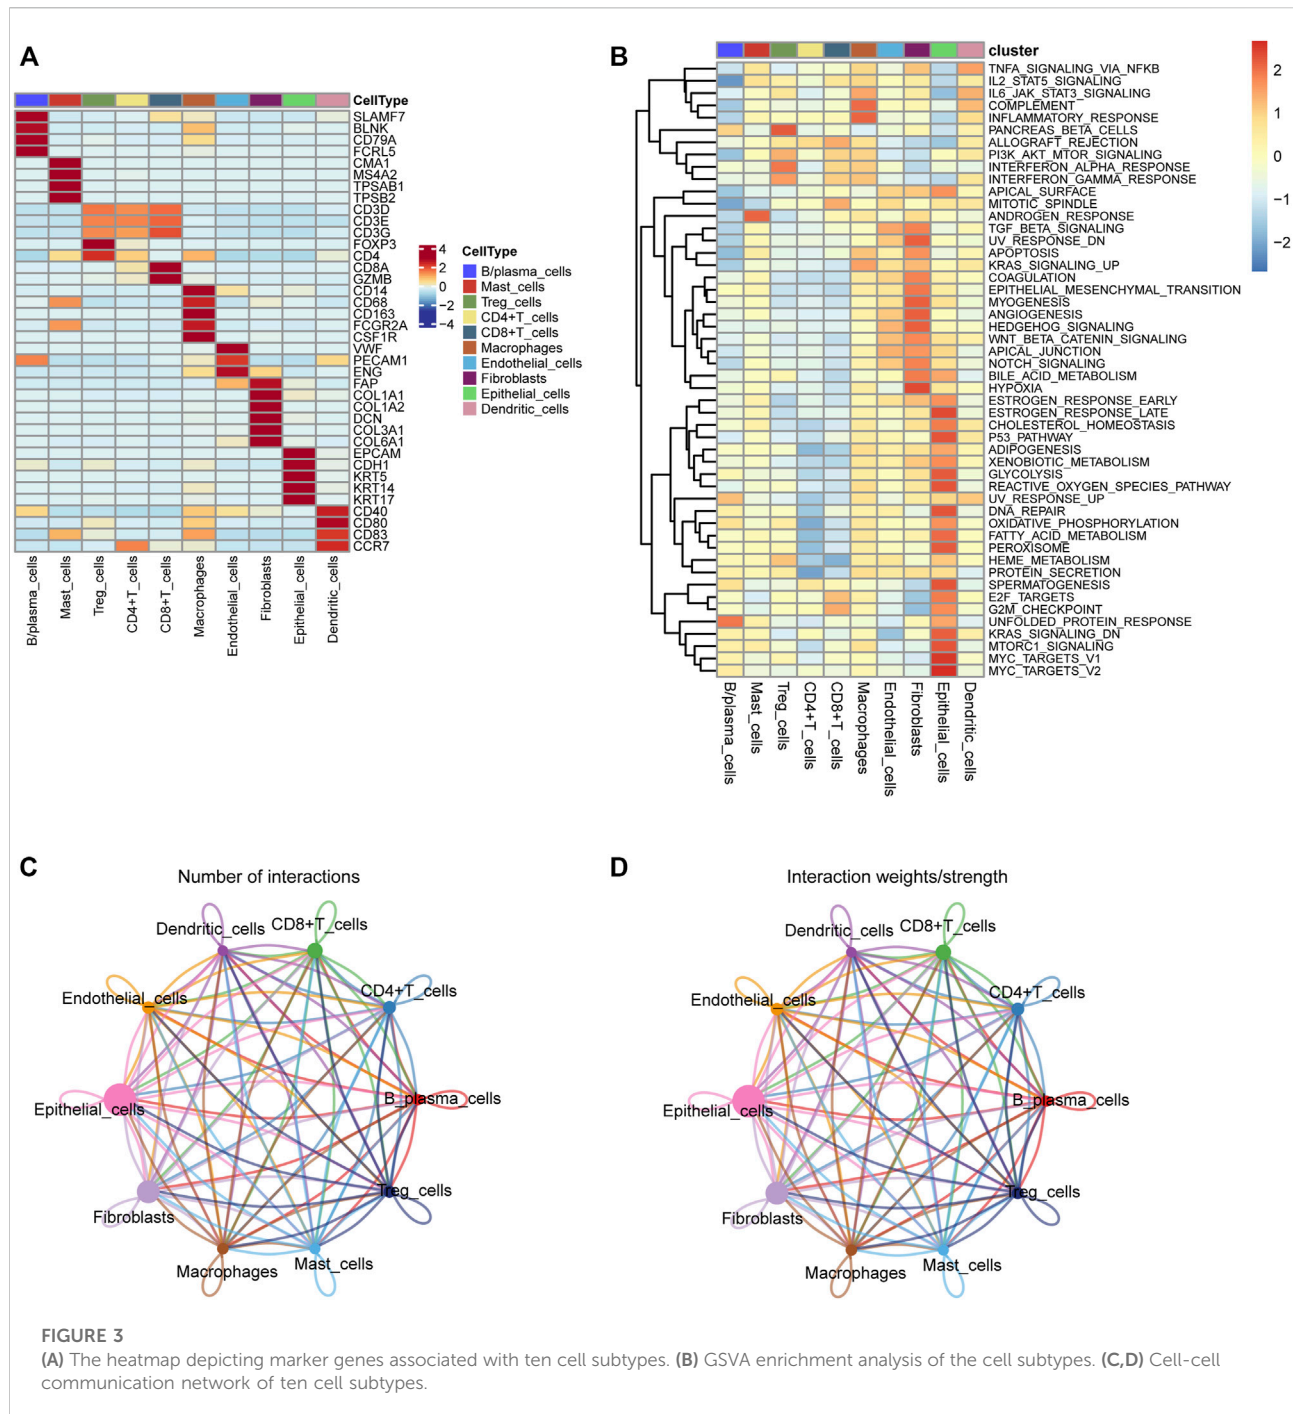 A
CellType
SLAMF7
BLNK
CD79A
FCRL5
CMA1
MS4A2
TPSAB1
TPSB2
CD3D
CD3E
CD3G
FOXP3
CD4
CD8A
GZMB
CD14
CD68
CD163
FCGR2A
CSF1R
VWF
PECAM1
ENG
FAP
COL1A1
COL1A2
DCN
COL3A1
COL6A1
EPCAM
CDH1
KRT5
KRT14
KRT17
CD40
CD80
CD83
CCR7
B/plasma_cells
Mast_cells
Treg_cells
CD4+T_cells
CD8+T_cells
Macrophages
Endothelial_cells
Fibroblasts
Epithelial_cells
Dendritic_cells
4
2
0
−2
−4
CellType
B/plasma_cells
Mast_cells
Treg_cells
CD4+T_cells
CD8+T_cells
Macrophages
Endothelial_cells
Fibroblasts
Epithelial_cells
Dendritic_cells
B
cluster
TNFA_SIGNALING_VIA_NFKB
IL2_STAT5_SIGNALING
IL6_JAK_STAT3_SIGNALING
COMPLEMENT
INFLAMMATORY_RESPONSE
PANCREAS_BETA_CELLS
ALLOGRAFT_REJECTION
PI3K_AKT_MTOR_SIGNALING
INTERFERON_ALPHA_RESPONSE
INTERFERON_GAMMA_RESPONSE
APICAL_SURFACE
MITOTIC_SPINDLE
ANDROGEN_RESPONSE
TGF_BETA_SIGNALING
UV_RESPONSE_DN
APOPTOSIS
KRAS_SIGNALING_UP
COAGULATION
EPITHELIAL_MESENCHYMAL_TRANSITION
MYOGENESIS
ANGIOGENESIS
HEDGEHOG_SIGNALING
WNT_BETA_CATENIN_SIGNALING
APICAL_JUNCTION
NOTCH_SIGNALING
BILE_ACID_METABOLISM
HYPOXIA
ESTROGEN_RESPONSE_EARLY
ESTROGEN_RESPONSE_LATE
CHOLESTEROL_HOMEOSTASIS
P53_PATHWAY
ADIPOGENESIS
XENOBIOTIC_METABOLISM
GLYCOLYSIS
REACTIVE_OXYGEN_SPECIES_PATHWAY
UV_RESPONSE_UP
DNA_REPAIR
OXIDATIVE_PHOSPHORYLATION
FATTY_ACID_METABOLISM
PEROXISOME
HEME_METABOLISM
PROTEIN_SECRETION
SPERMATOGENESIS
E2F_TARGETS
G2M_CHECKPOINT
UNFOLDED_PROTEIN_RESPONSE
KRAS_SIGNALING_DN
MTORC1_SIGNALING
MYC_TARGETS_V1
MYC_TARGETS_V2
B/plasma_cells
Mast_cells
Treg_cells
CD4+T_cells
CD8+T_cells
Macrophages
Endothelial_cells
Fibroblasts
Epithelial_cells
Dendritic_cells
2
1
0
−1
−2
C
Number of interactions
Dendritic_cells
CD8+T_cells
Endothelial_cells
CD4+T_cells
Epithelial_cells
B_plasma_cells
Fibroblasts
Treg_cells
Macrophages
Mast_cells
D
Interaction weights/strength
Dendritic_cells
CD8+T_cells
Endothelial_cells
CD4+T_cells
Epithelial_cells
B_plasma_cells
Fibroblasts
Treg_cells
Macrophages
Mast_cells
FIGURE 3
(A) The heatmap depicting marker genes associated with ten cell subtypes. (B) GSVA enrichment analysis of the cell subtypes. (C,D) Cell-cell
communication network of ten cell subtypes.